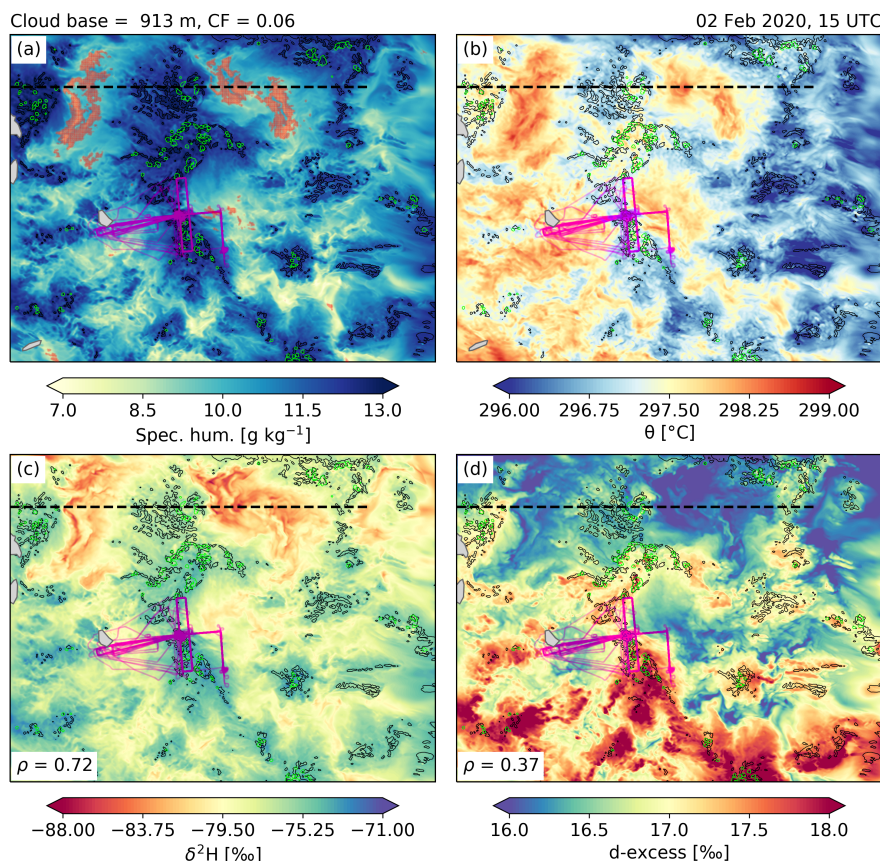 Cloud base =  913 m, CF = 0.06
02 Feb 2020, 15 UTC
(a)
(b)
7.0 8.5 10.0 11.5 13.0
Spec. hum. [g kg⁻¹]
296.00 296.75 297.50 298.25 299.00
θ [°C]
(c)
(d)
ρ = 0.72
ρ = 0.37
−88.00 −83.75 −79.50 −75.25 −71.00
δ²H [‰]
16.0 16.5 17.0 17.5 18.0
d-excess [‰]